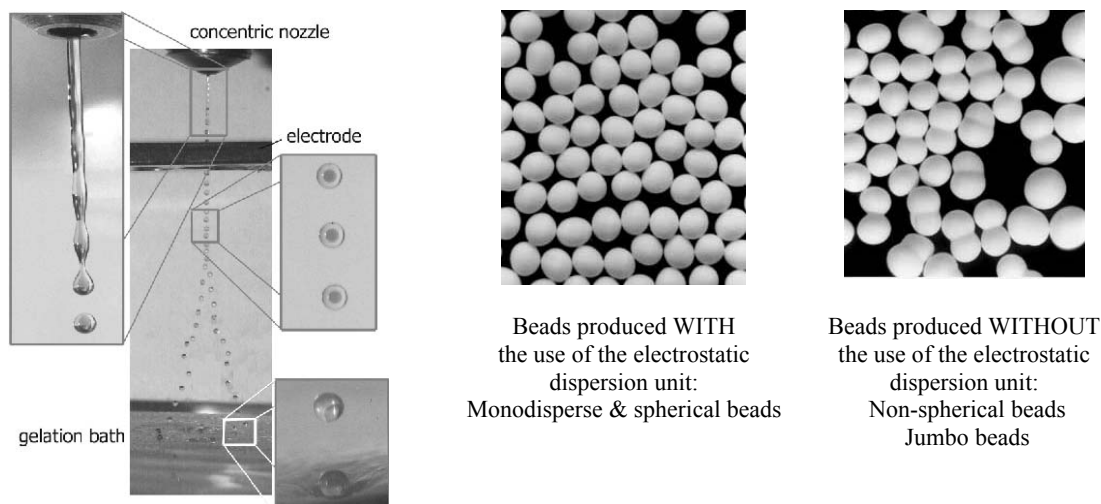 concentric nozzle
electrode
gelation bath
Beads produced WITH
the use of the electrostatic
dispersion unit:
Monodisperse & spherical beads
Beads produced WITHOUT
the use of the electrostatic
dispersion unit:
Non-spherical beads
Jumbo beads